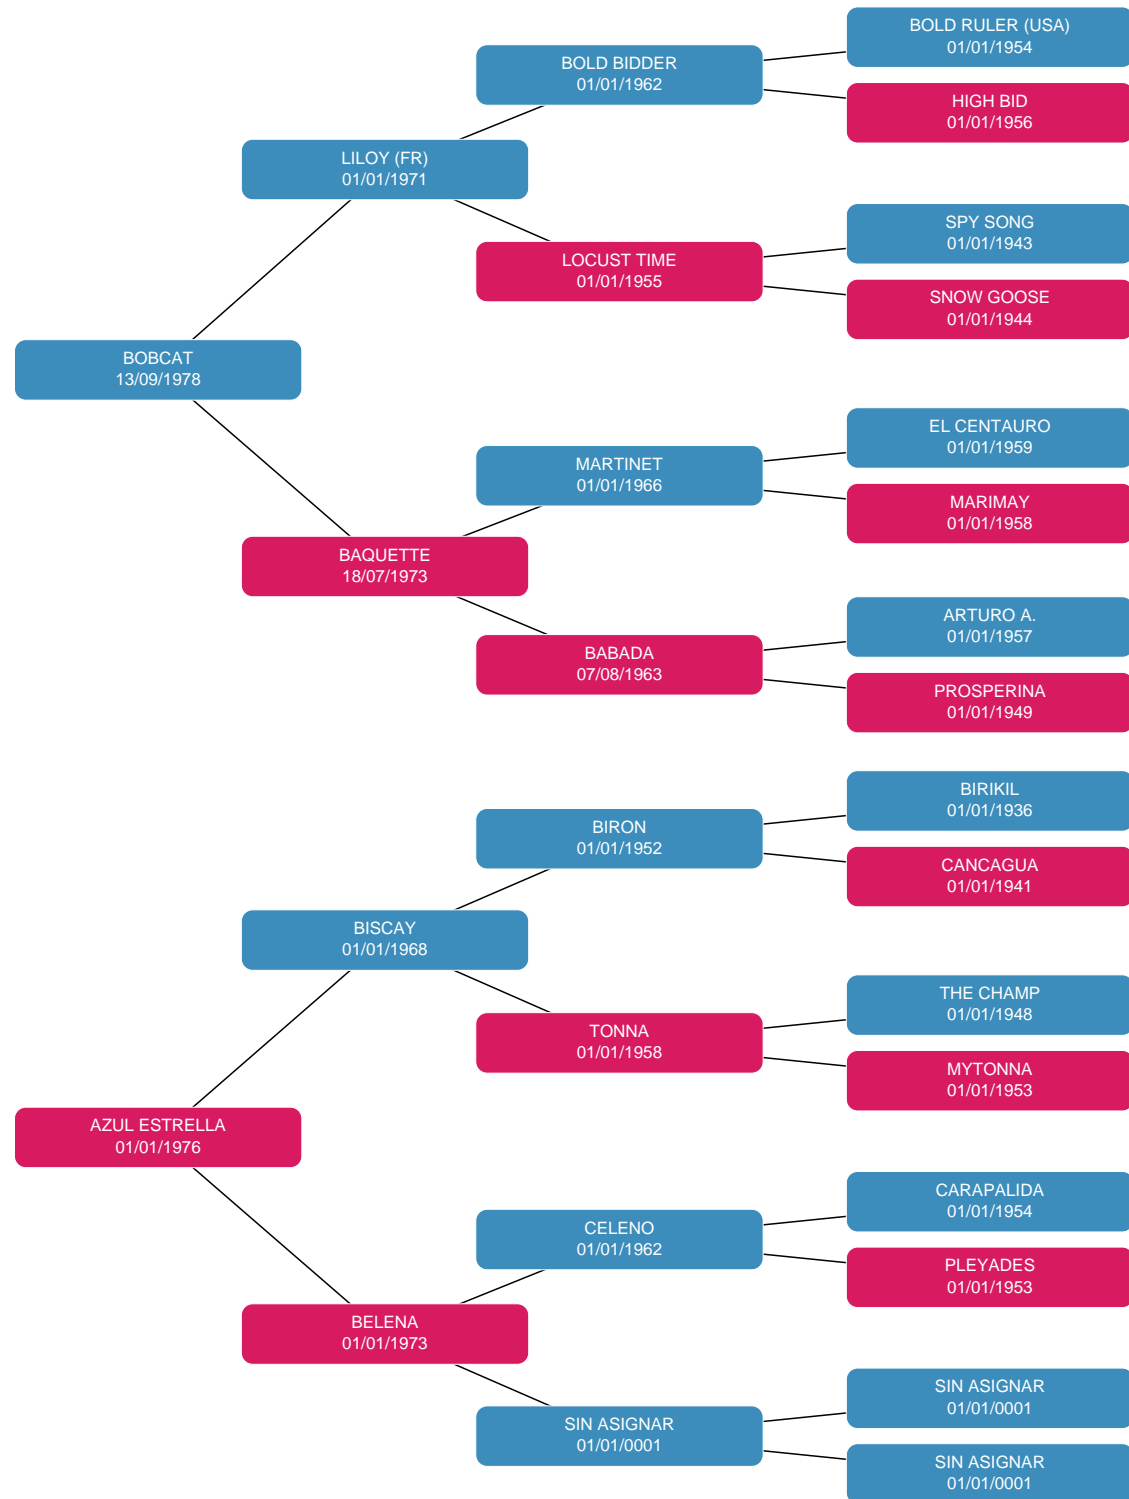 BOLD RULER (USA)
01/01/1954
BOLD BIDDER
01/01/1962
HIGH BID
01/01/1956
LILOY (FR)
01/01/1971
SPY SONG
01/01/1943
LOCUST TIME
01/01/1955
SNOW GOOSE
01/01/1944
BOBCAT
13/09/1978
EL CENTAURO
01/01/1959
MARTINET
01/01/1966
MARIMAY
01/01/1958
BAQUETTE
18/07/1973
ARTURO A.
01/01/1957
BABADA
07/08/1963
PROSPERINA
01/01/1949
BIRIKIL
01/01/1936
BIRON
01/01/1952
CANCAGUA
01/01/1941
BISCAY
01/01/1968
THE CHAMP
01/01/1948
TONNA
01/01/1958
MYTONNA
01/01/1953
AZUL ESTRELLA
01/01/1976
CARAPALIDA
01/01/1954
CELENO
01/01/1962
PLEYADES
01/01/1953
BELENA
01/01/1973
SIN ASIGNAR
01/01/0001
SIN ASIGNAR
01/01/0001
SIN ASIGNAR
01/01/0001